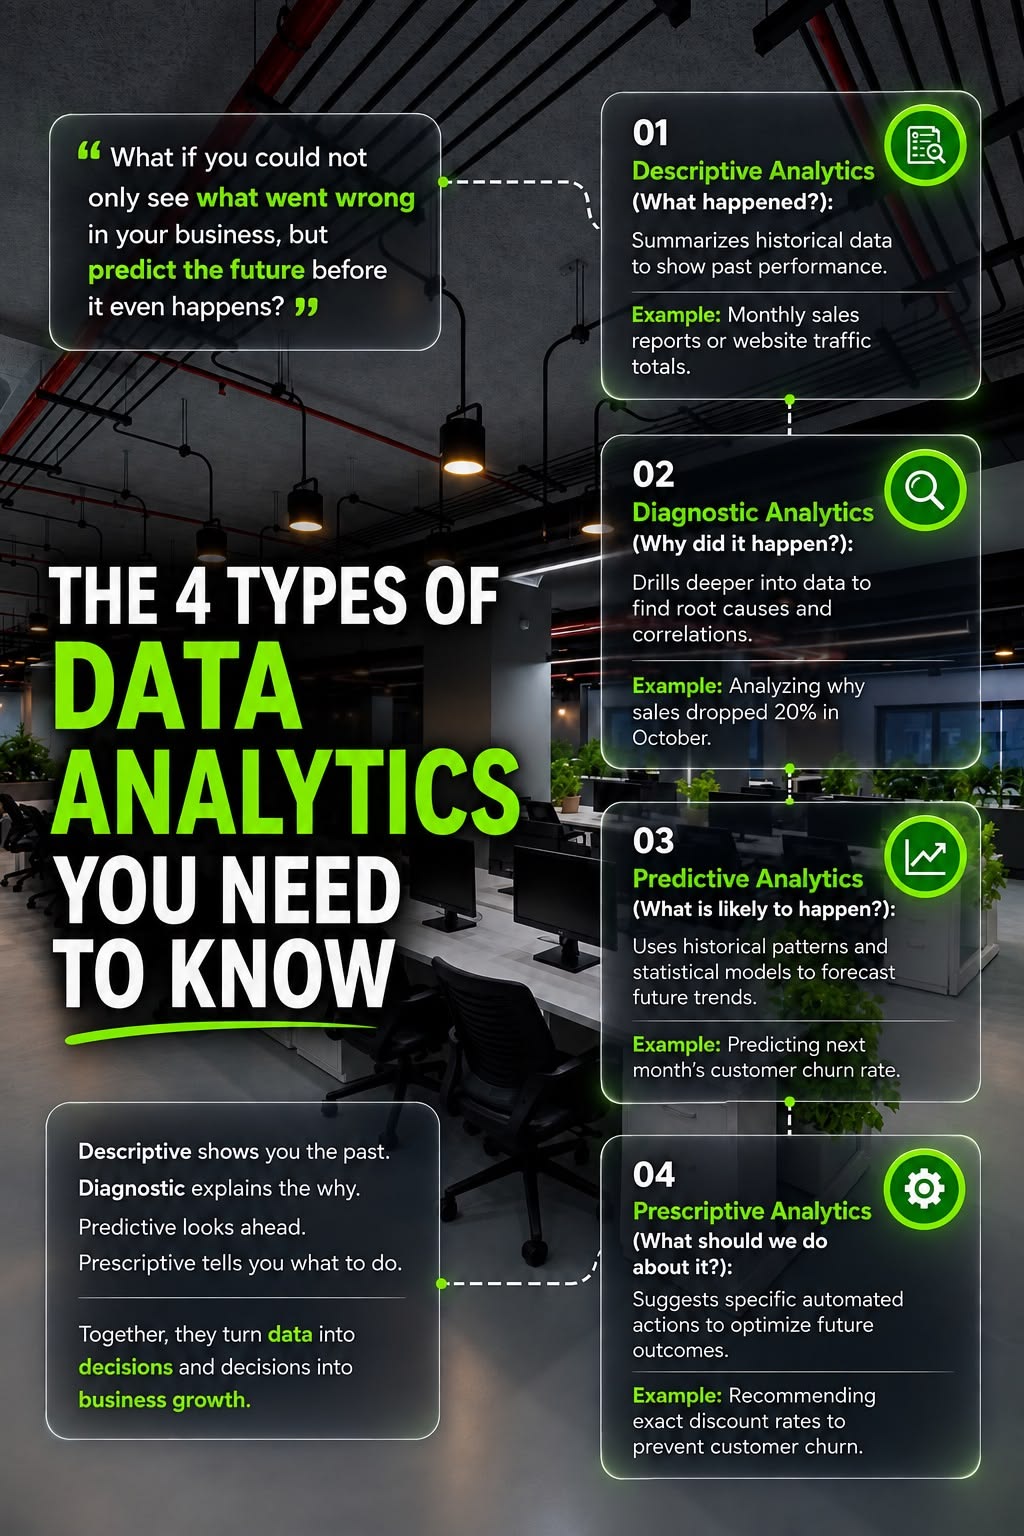 “ What if you could not
only see what went wrong
in your business, but
predict the future before
it even happens? ”
THE 4 TYPES OF
DATA
ANALYTICS
YOU NEED
TO KNOW
Descriptive shows you the past.
Diagnostic explains the why.
Predictive looks ahead.
Prescriptive tells you what to do.
Together, they turn data into
decisions and decisions into
business growth.
01
Descriptive Analytics
(What happened?):
Summarizes historical data
to show past performance.
Example: Monthly sales
reports or website traffic
totals.
02
Diagnostic Analytics
(Why did it happen?):
Drills deeper into data to
find root causes and
correlations.
Example: Analyzing why
sales dropped 20% in
October.
03
Predictive Analytics
(What is likely to happen?):
Uses historical patterns and
statistical models to forecast
future trends.
Example: Predicting next
month's customer churn rate.
04
Prescriptive Analytics
(What should we do
about it?):
Suggests specific automated
actions to optimize future
outcomes.
Example: Recommending
exact discount rates to
prevent customer churn.